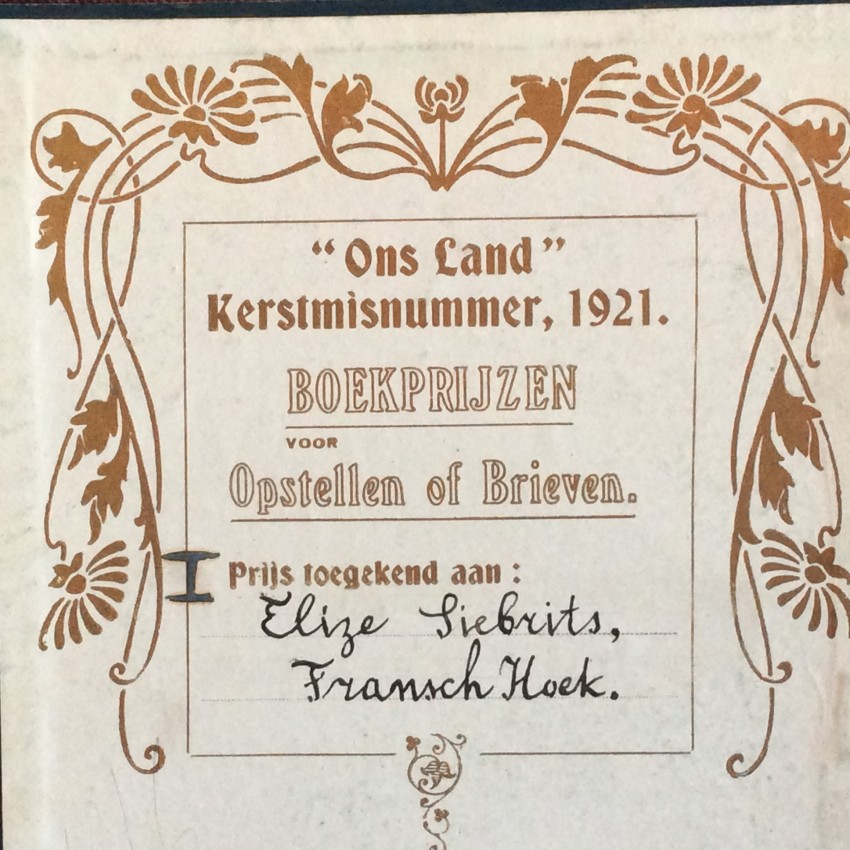 “Ons Land”
Kerstmisnummer, 1921.
BOEKPRIJZEN
VOOR
Opstellen of Brieven.
I Prijs toegekend aan :
Elize Siebrits,
Fransch Hoek.